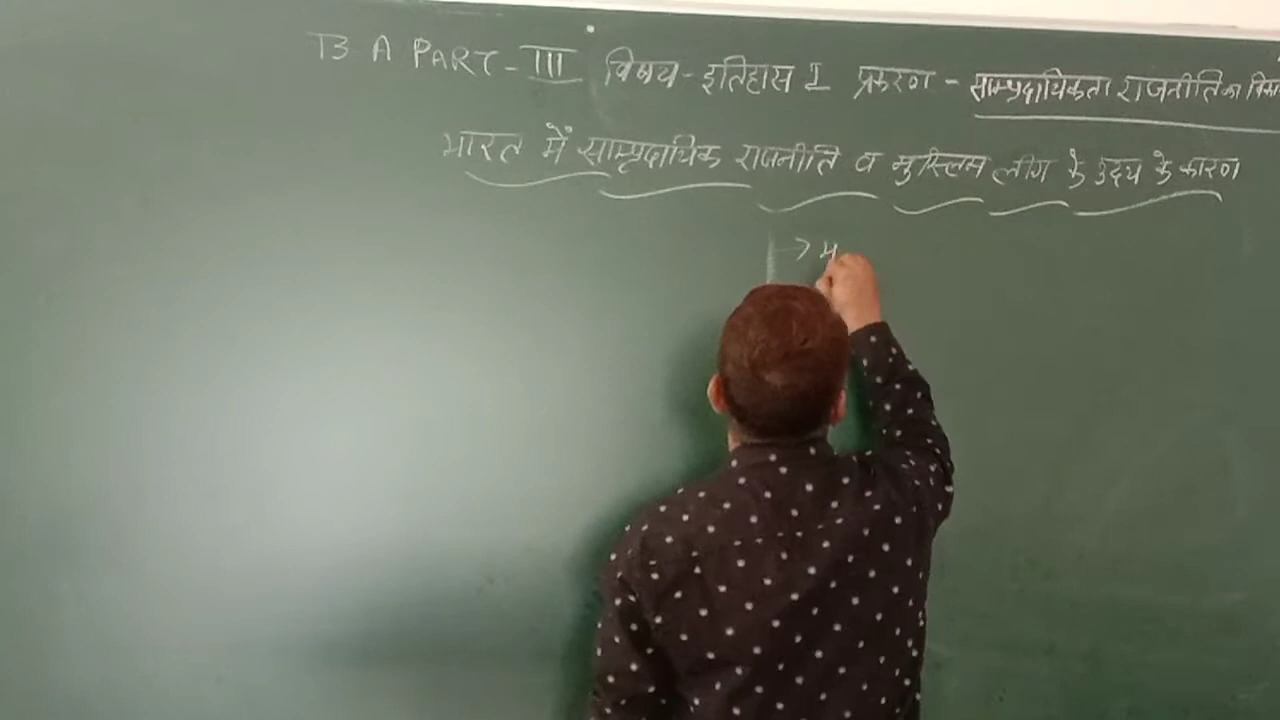 B A PART-III विषय-इतिहास I प्रकरण - साम्प्रदायिकता राजनीति का
भारत में साम्प्रदायिक राजनीति व मुस्लिम लीग के उदय के कारण
→